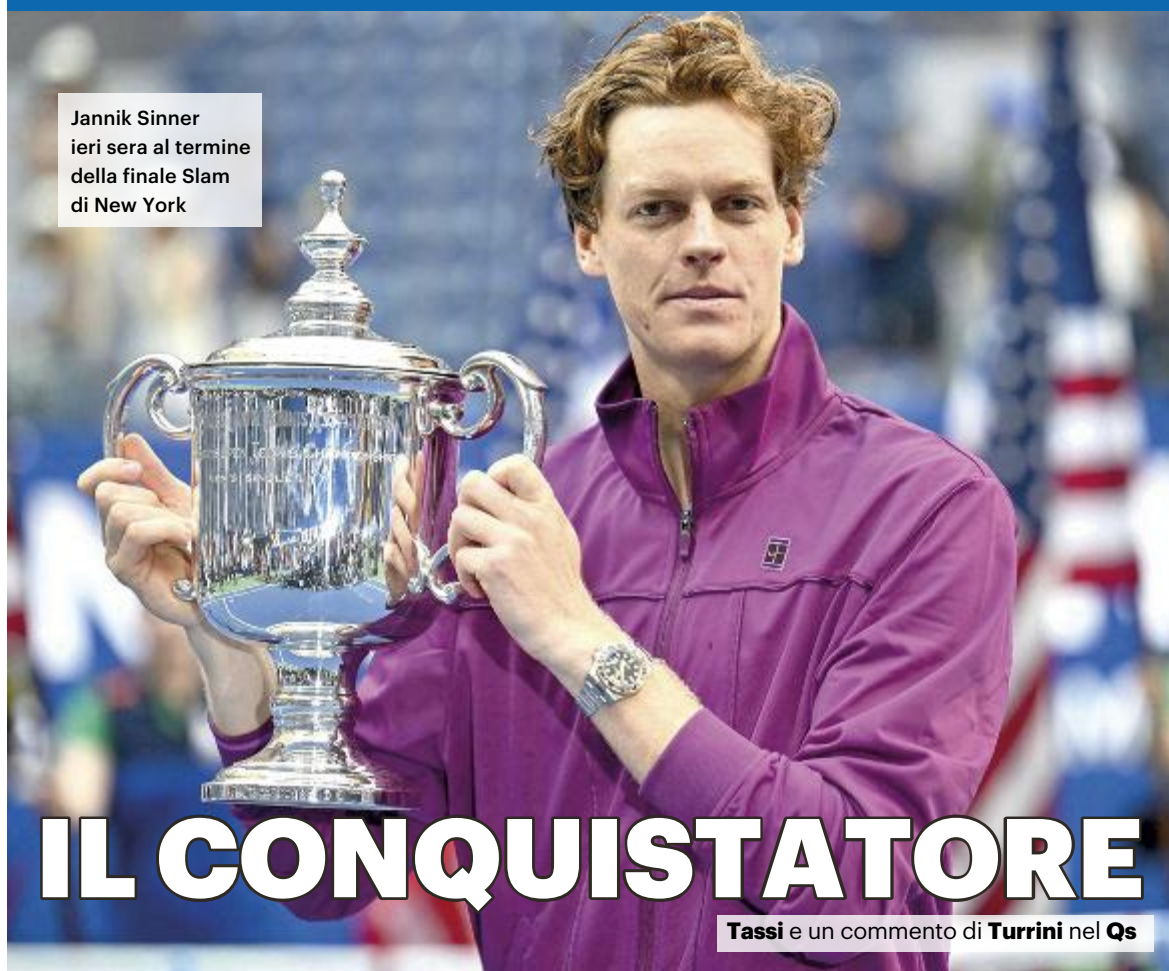 Jannik Sinner
ieri sera al termine
della finale Slam
di New York
IL CONQUISTATORE
Tassi e un commento di Turrini nel Qs